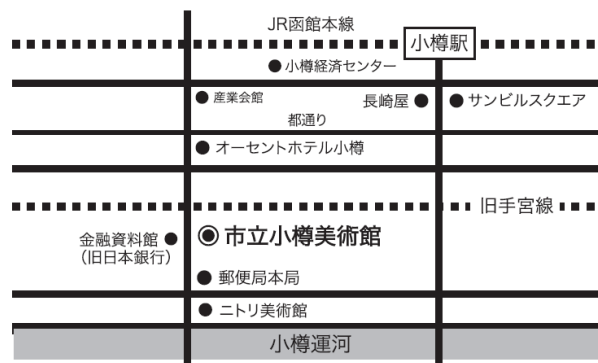 JR函館本線
小樽駅
小樽経済センター
産業会館
長崎屋
サンビルスクエア
都通り
オーセントホテル小樽
旧手宮線
金融資料館
(旧日本銀行)
市立小樽美術館
郵便局本局
ニトリ美術館
小樽運河